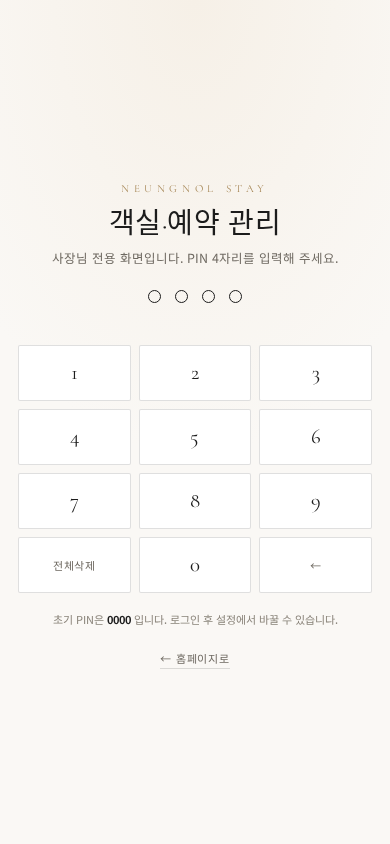 NEUNGNOL STAY
객실·예약 관리
사장님 전용 화면입니다. PIN 4자리를 입력해 주세요.
1 2 3
4 5 6
7 8 9
전체삭제 0 ←
초기 PIN은 0000 입니다. 로그인 후 설정에서 바꿀 수 있습니다.
← 홈페이지로